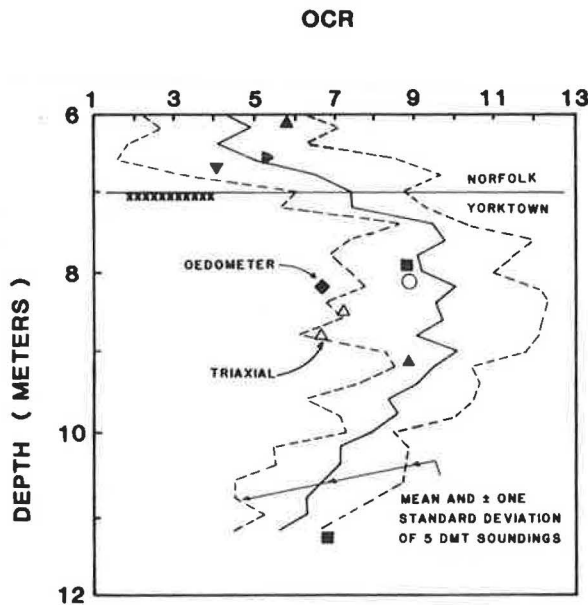 OCR
1 3 5 7 9 11 13
6
NORFOLK
XXXXXXXXXXX
YORKTOWN
OEDOMETER
8
TRIAXIAL
DEPTH ( METERS )
10
MEAN AND ± ONE
STANDARD DEVIATION
OF 5 DMT SOUNDINGS
12